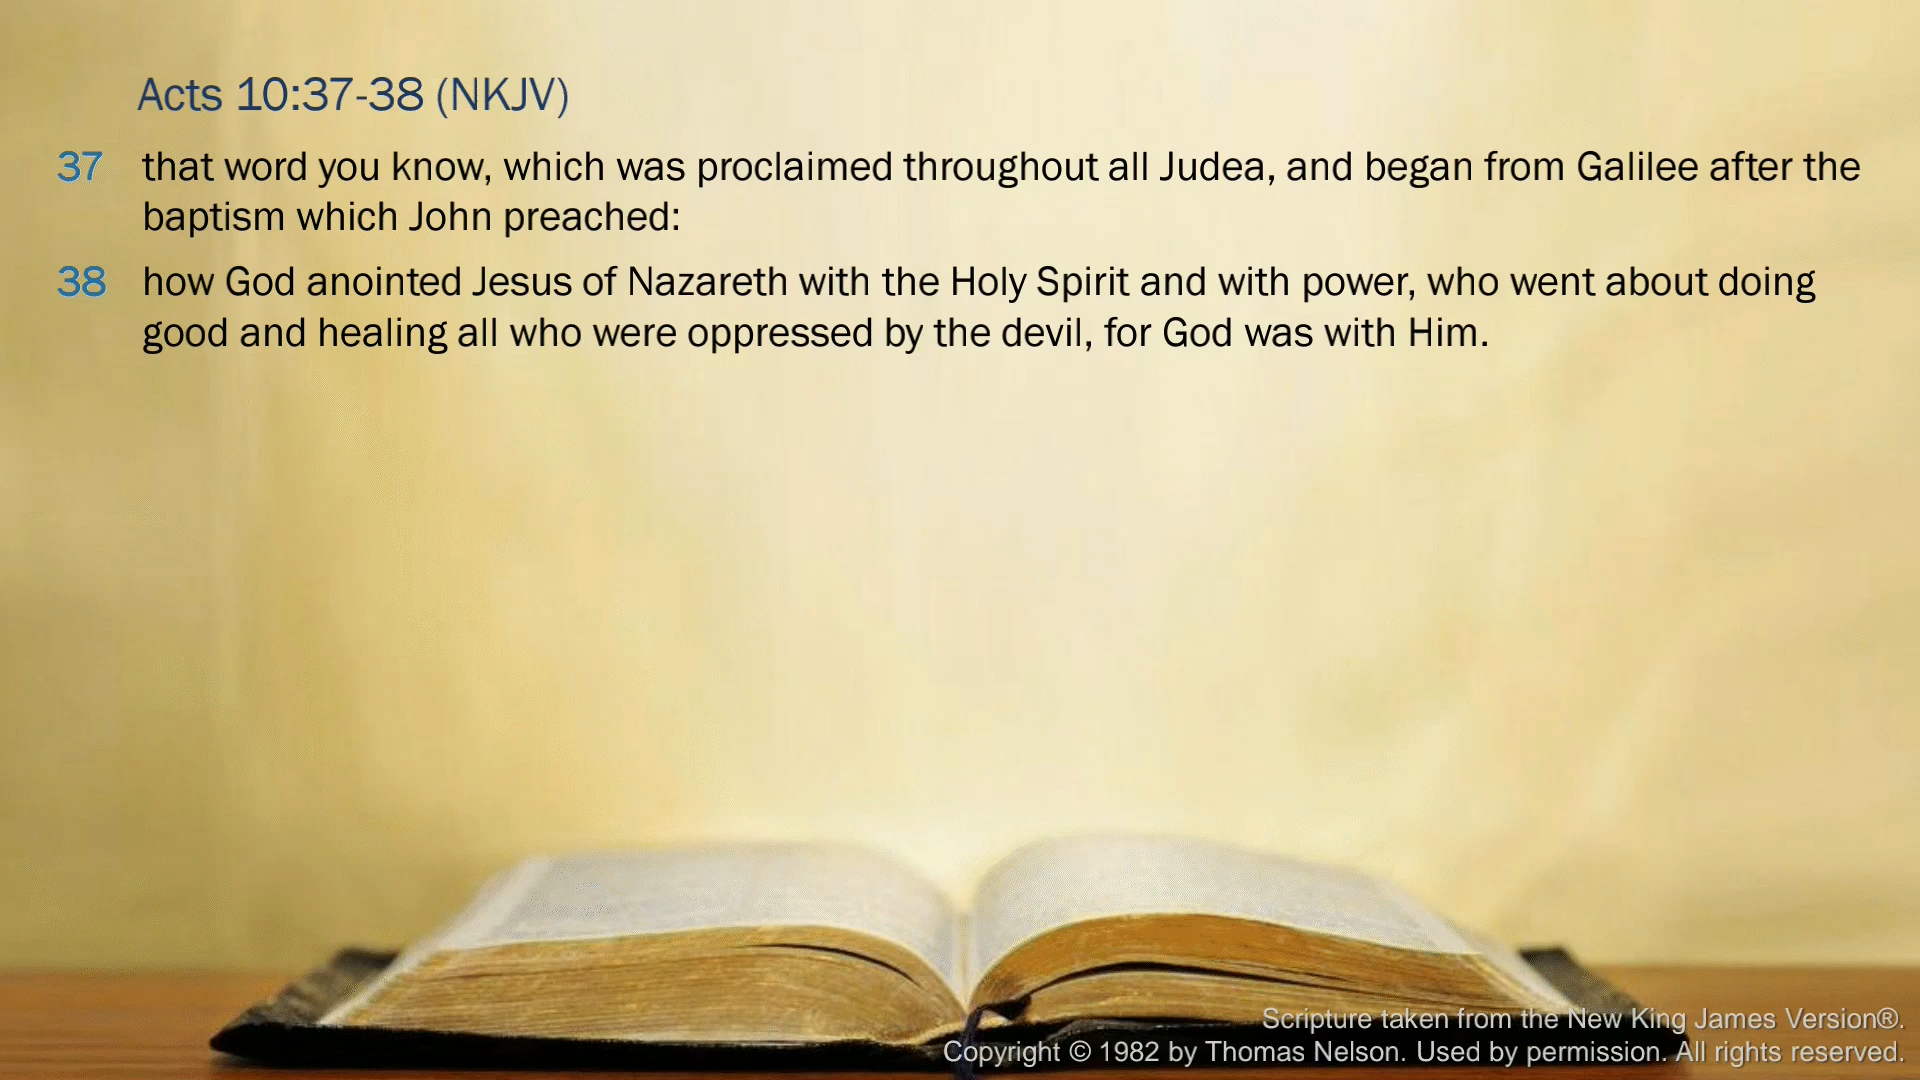 Acts 10:37-38 (NKJV)
37 that word you know, which was proclaimed throughout all Judea, and began from Galilee after the
baptism which John preached:
38 how God anointed Jesus of Nazareth with the Holy Spirit and with power, who went about doing
good and healing all who were oppressed by the devil, for God was with Him.
Scripture taken from the New King James Version®.
Copyright © 1982 by Thomas Nelson. Used by permission. All rights reserved.